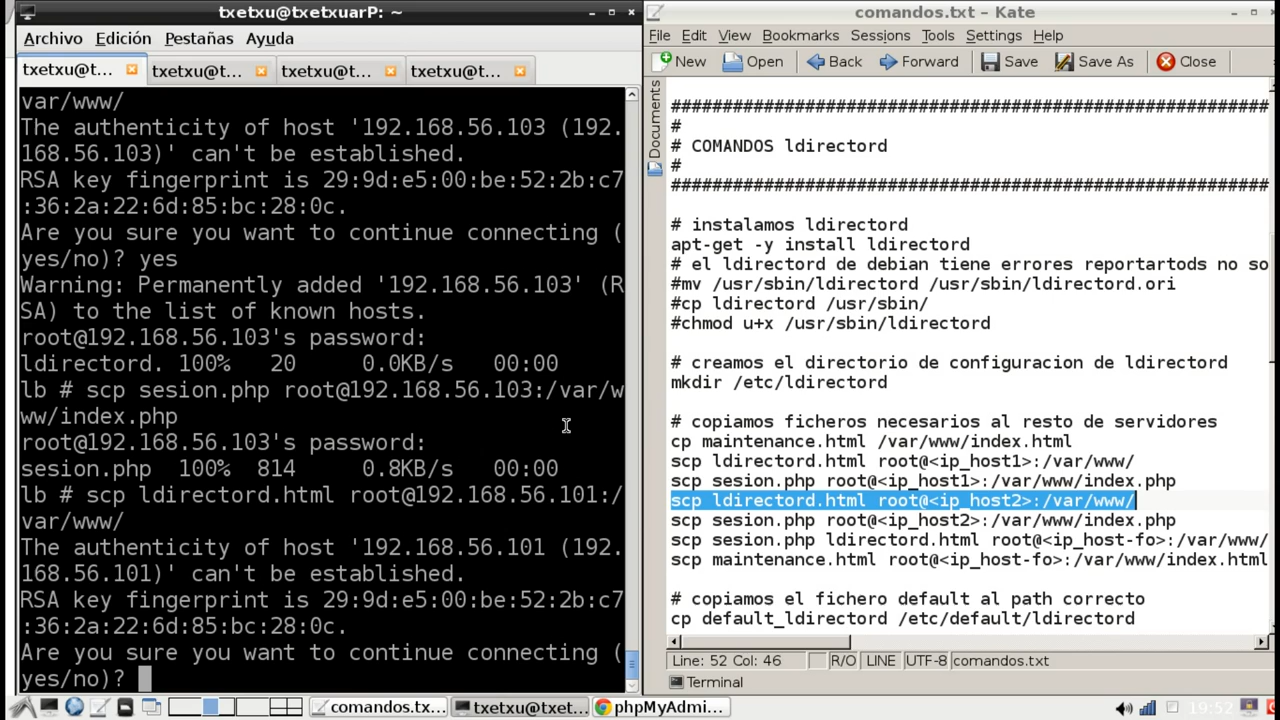 txetxu@txetxuarP: ~
Archivo Edición Pestañas Ayuda
txetxu@t... txetxu@t... txetxu@t... txetxu@t...
var/www/
The authenticity of host '192.168.56.103 (192.
168.56.103)' can't be established.
RSA key fingerprint is 29:9d:e5:00:be:52:2b:c7
:36:2a:22:6d:85:bc:28:0c.
Are you sure you want to continue connecting (
yes/no)? yes
Warning: Permanently added '192.168.56.103' (R
SA) to the list of known hosts.
root@192.168.56.103's password:
ldirectord. 100% 20 0.0KB/s 00:00
lb # scp sesion.php root@192.168.56.103:/var/w
ww/index.php
root@192.168.56.103's password:
sesion.php 100% 814 0.8KB/s 00:00
lb # scp ldirectord.html root@192.168.56.101:/
var/www/
The authenticity of host '192.168.56.101 (192.
168.56.101)' can't be established.
RSA key fingerprint is 29:9d:e5:00:be:52:2b:c7
:36:2a:22:6d:85:bc:28:0c.
Are you sure you want to continue connecting (
yes/no)?
comandos.txt – Kate
File Edit View Bookmarks Sessions Tools Settings Help
New Open Back Forward Save Save As Close
Documents
##########################################################
#
# COMANDOS ldirectord
#
##########################################################
# instalamos ldirectord
apt-get -y install ldirectord
# el ldirectord de debian tiene errores reportartods no so
#mv /usr/sbin/ldirectord /usr/sbin/ldirectord.ori
#cp ldirectord /usr/sbin/
#chmod u+x /usr/sbin/ldirectord
# creamos el directorio de configuracion de ldirectord
mkdir /etc/ldirectord
# copiamos ficheros necesarios al resto de servidores
cp maintenance.html /var/www/index.html
scp ldirectord.html root@<ip_host1>:/var/www/
scp sesion.php root@<ip_host1>:/var/www/index.php
scp ldirectord.html root@<ip_host2>:/var/www/
scp sesion.php root@<ip_host2>:/var/www/index.php
scp sesion.php ldirectord.html root@<ip_host-fo>:/var/www/
scp maintenance.html root@<ip_host-fo>:/var/www/index.html
# copiamos el fichero default al path correcto
cp default_ldirectord /etc/default/ldirectord
Line: 52 Col: 46 R/O LINE UTF-8 comandos.txt
Terminal
comandos.tx... txetxu@txet... phpMyAdmi... 19:52